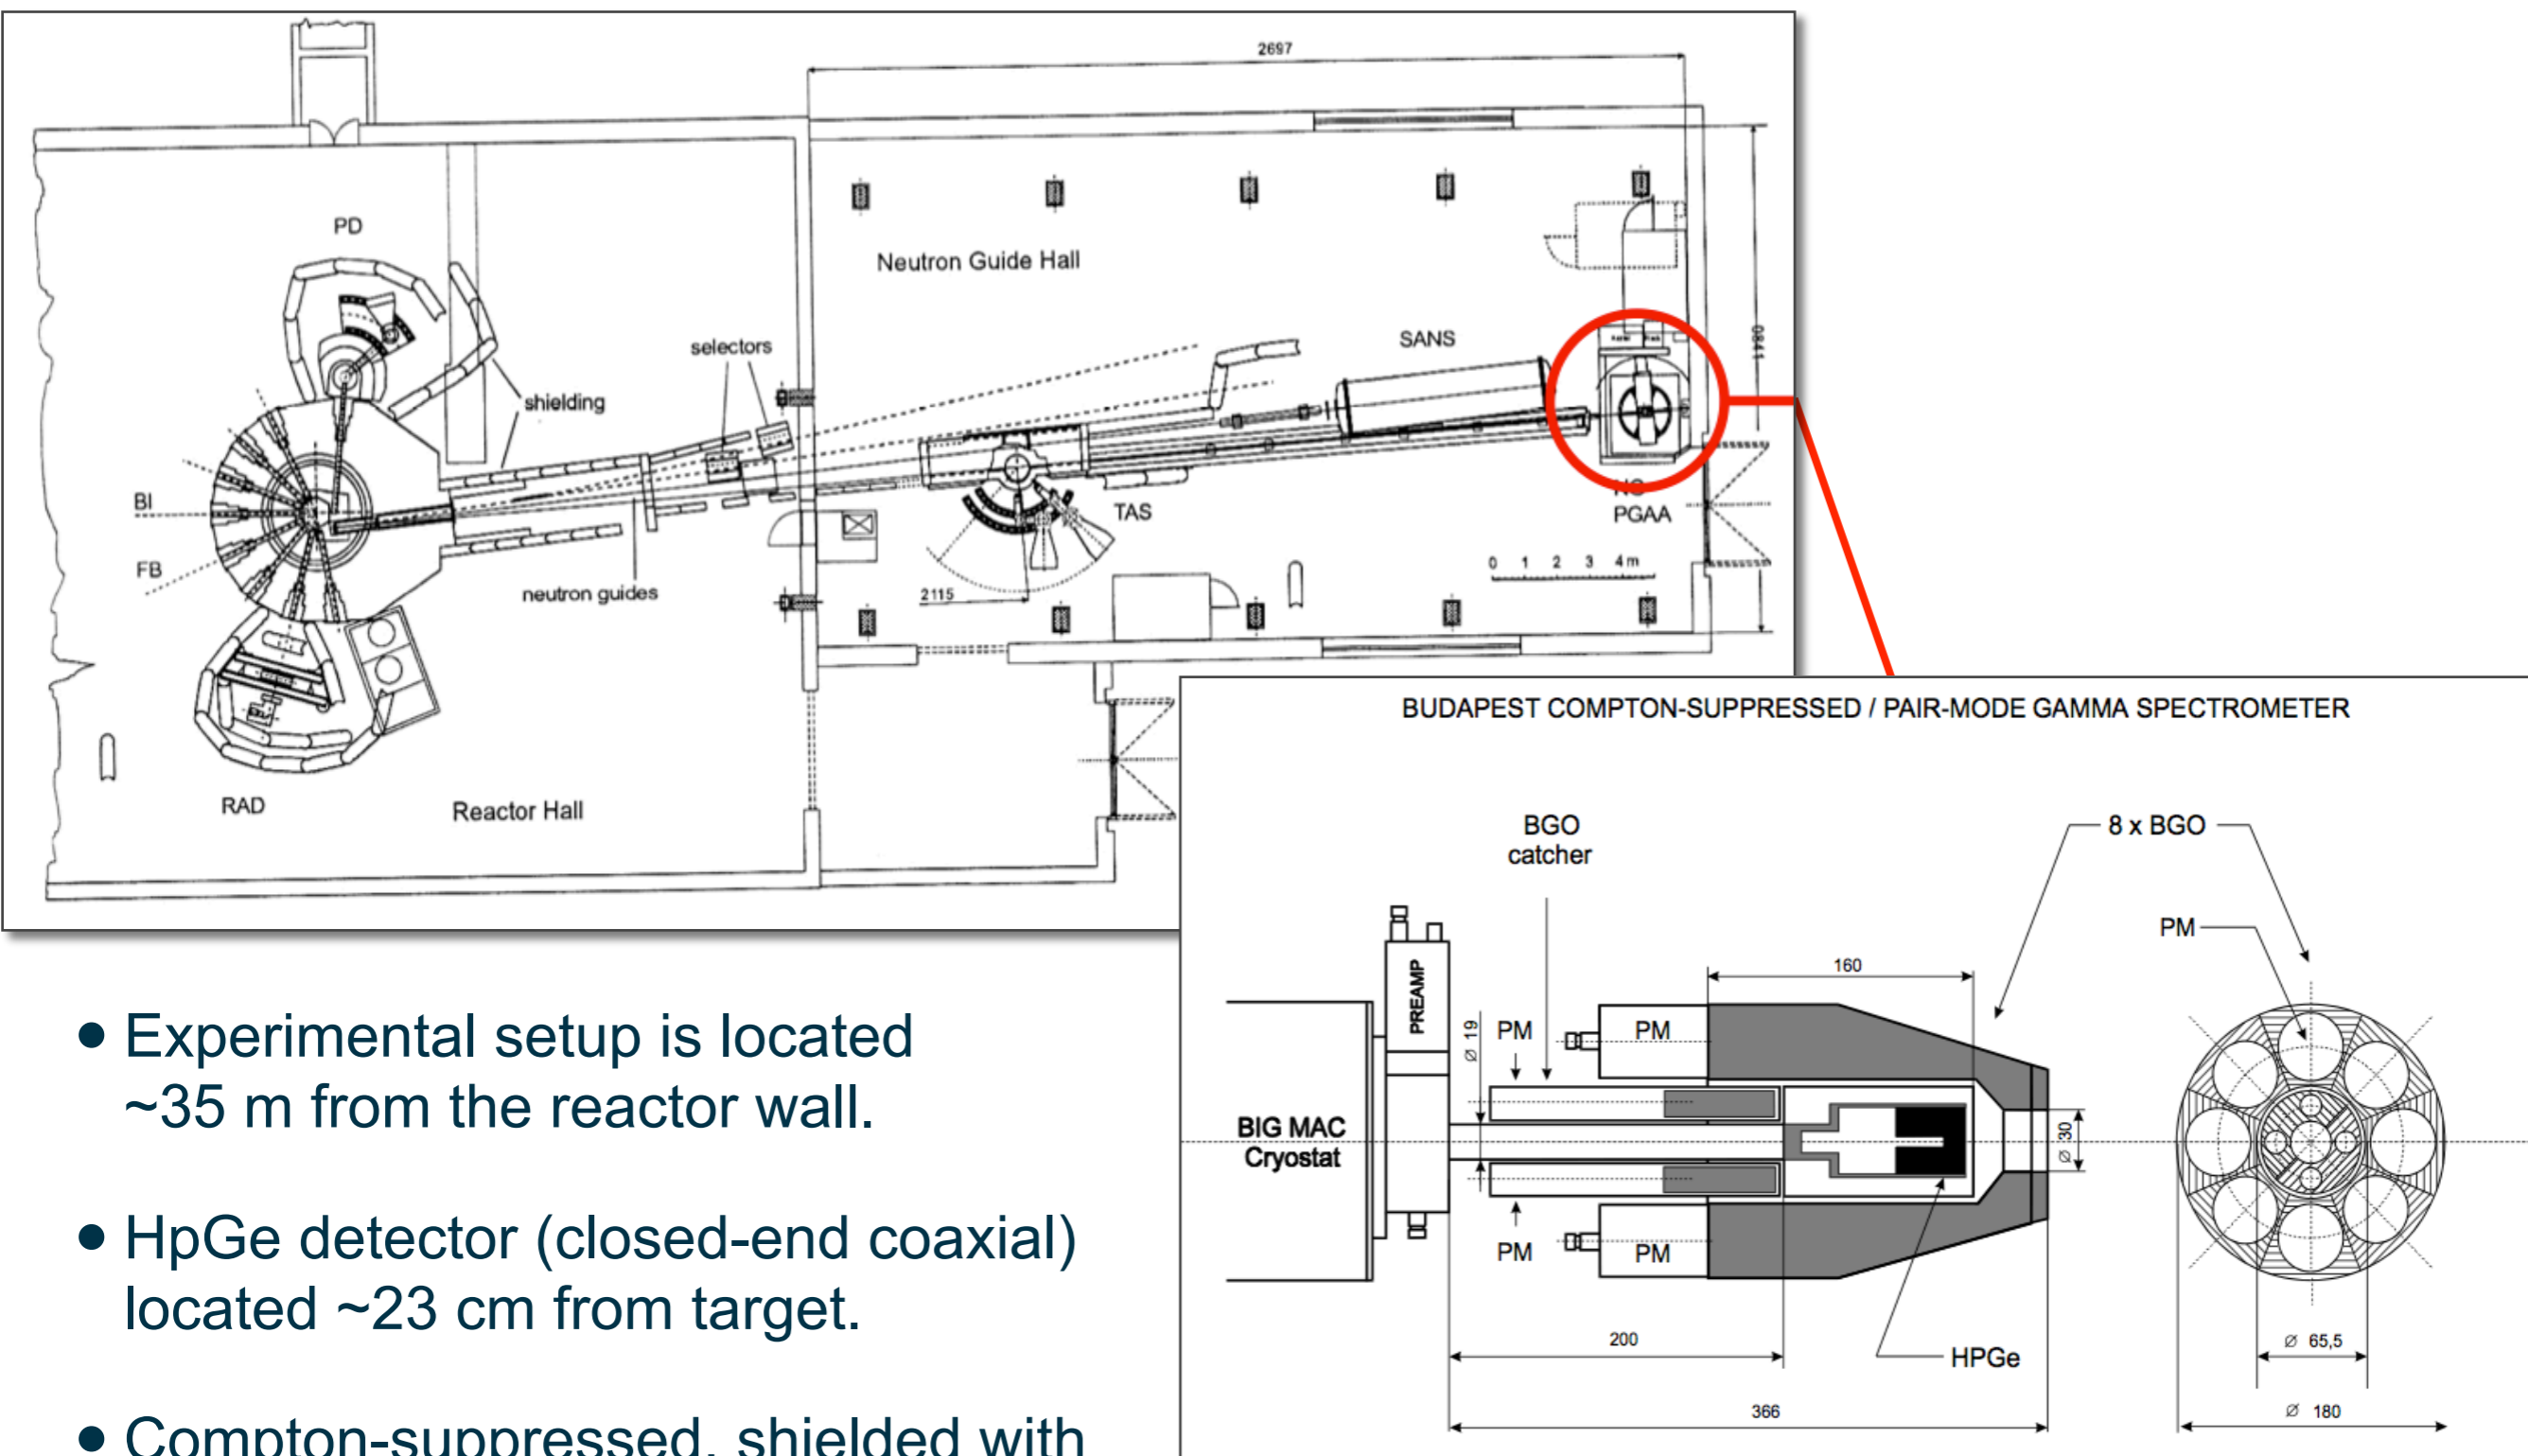 2697
PD
Neutron Guide Hall
SANS
selectors
shielding
BI
TAS
PGAA
0 1 2 3 4 m
FB
neutron guides
2115
RAD
Reactor Hall
BUDAPEST COMPTON-SUPPRESSED / PAIR-MODE GAMMA SPECTROMETER
BGO
catcher
8 x BGO
PM
160
PREAMP
Ø 19
PM
PM
BIG MAC
Cryostat
Ø 30
PM
PM
200
HPGe
Ø 65,5
366
Ø 180
● Experimental setup is located
~35 m from the reactor wall.
● HpGe detector (closed-end coaxial)
located ~23 cm from target.
● Compton-suppressed, shielded with